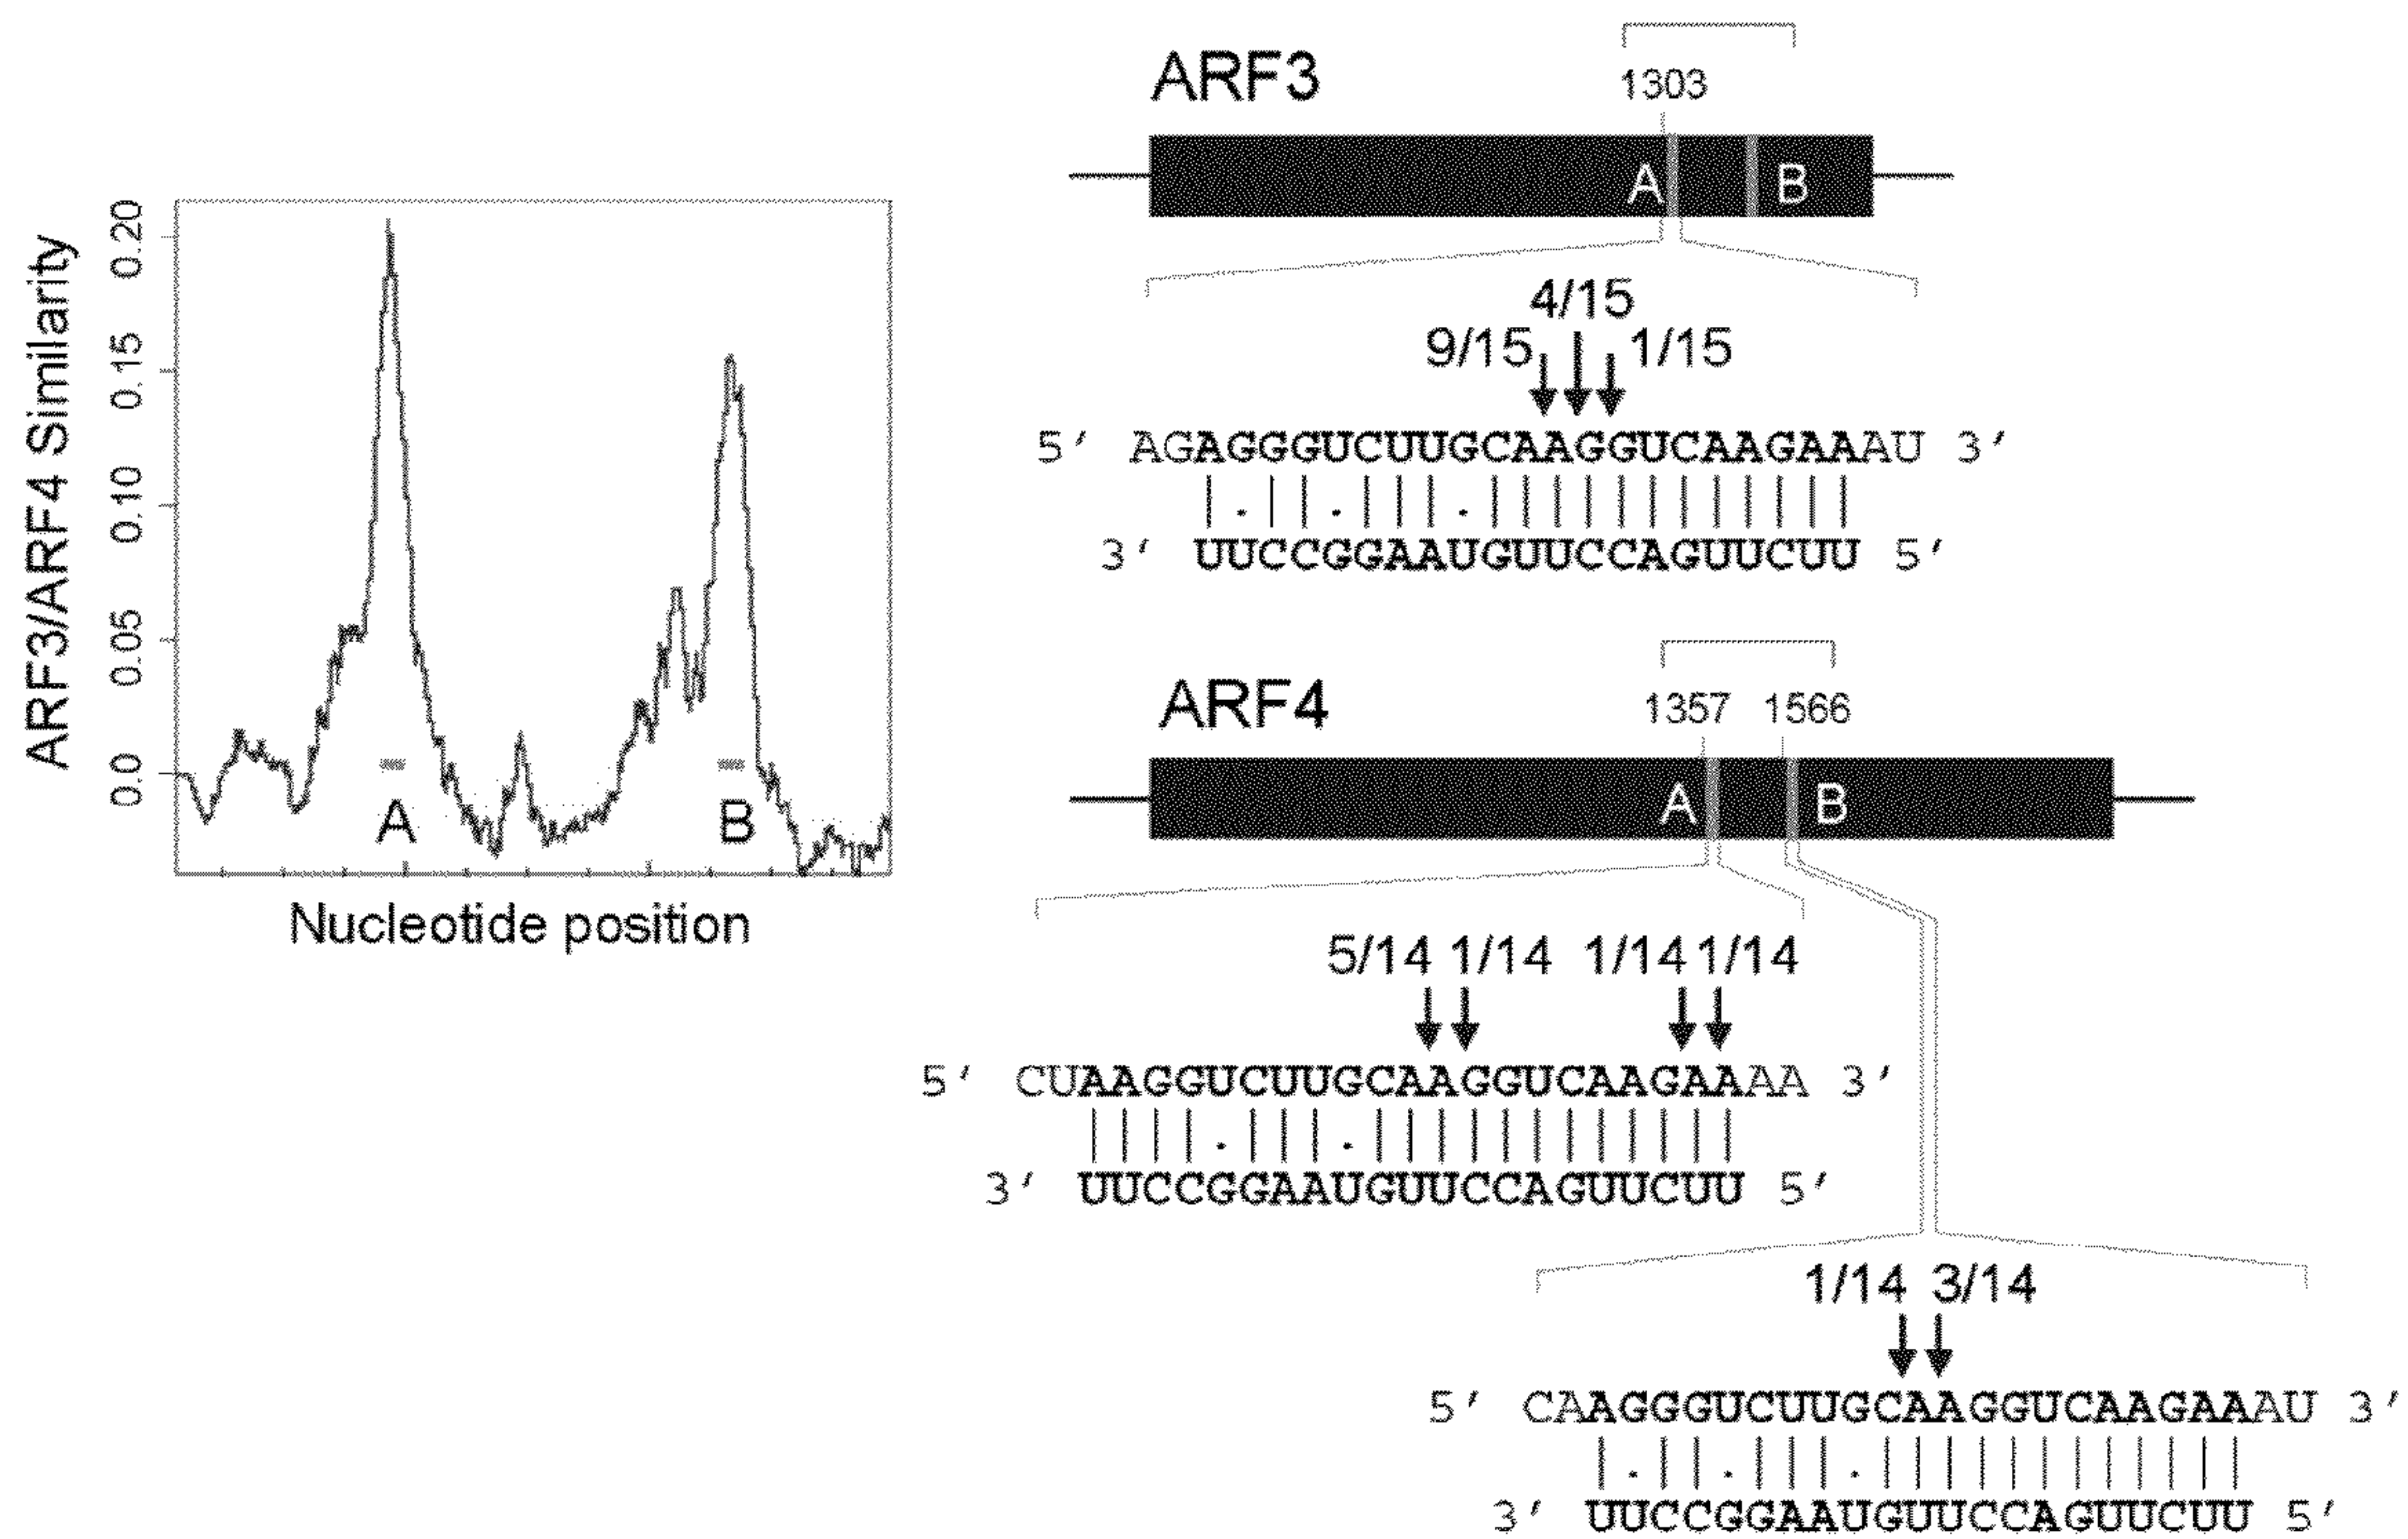 ARF3/ARF4 Similarity
0.20
0.15
0.10
0.05
0.0
A
B
Nucleotide position
ARF3
1303
A
B
4/15
9/15
1/15
5' AGAGGGUCUUGCAAGGUCAAGAAAU 3'
3' UUCCGGAAUGUUCCAGUUCUU 5'
ARF4
1357 1566
A
B
5/14 1/14 1/14 1/14
5' CUAAGGUCUUGCAAGGUCAAGAAAA 3'
3' UUCCGGAAUGUUCCAGUUCUU 5'
1/14 3/14
5' CAAGGGUCUUGCAAGGUCAAGAAAU 3'
3' UUCCGGAAUGUUCCAGUUCUU 5'